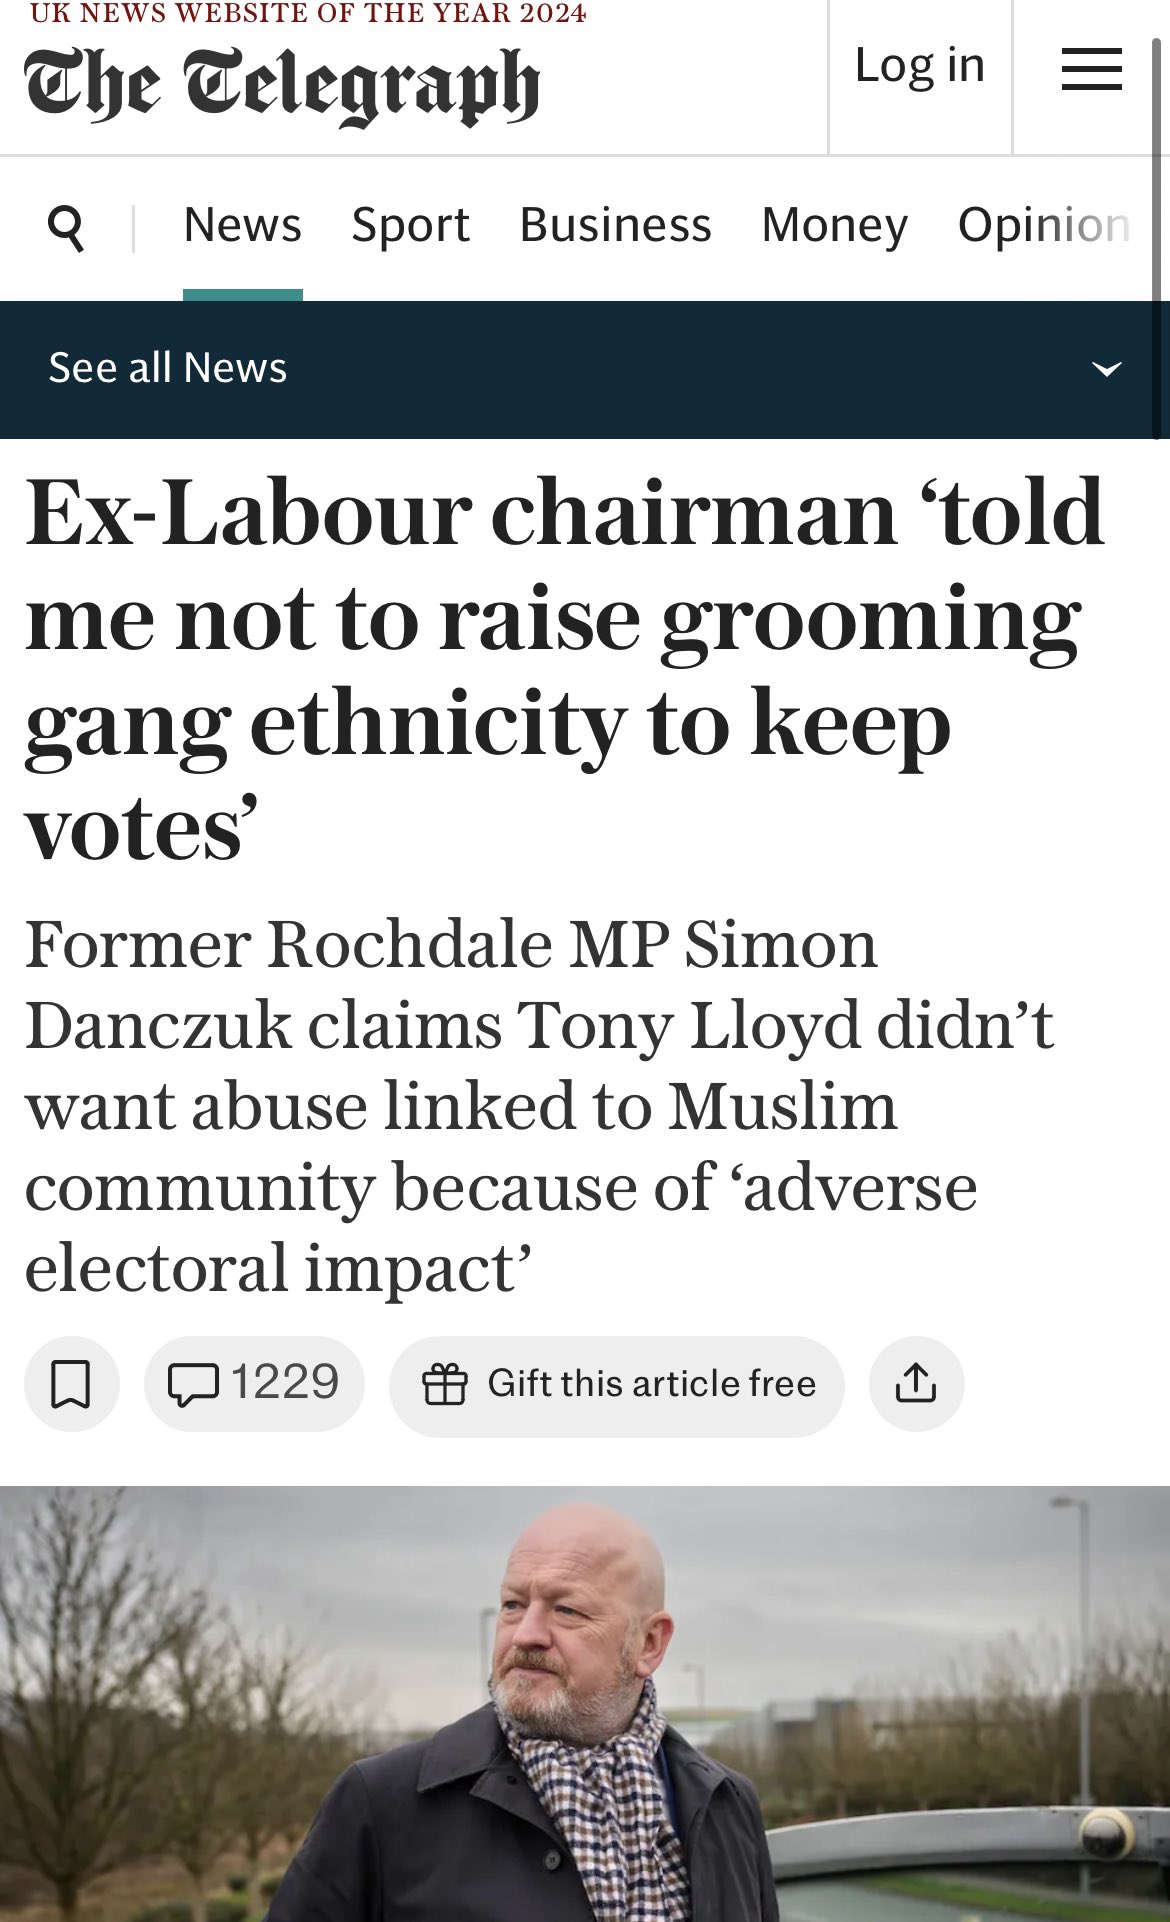 UK NEWS WEBSITE OF THE YEAR 2024
The Telegraph
Log in
News Sport Business Money Opinion
See all News
Ex-Labour chairman ‘told
me not to raise grooming
gang ethnicity to keep
votes’
Former Rochdale MP Simon
Danczuk claims Tony Lloyd didn’t
want abuse linked to Muslim
community because of ‘adverse
electoral impact’
1229 Gift this article free